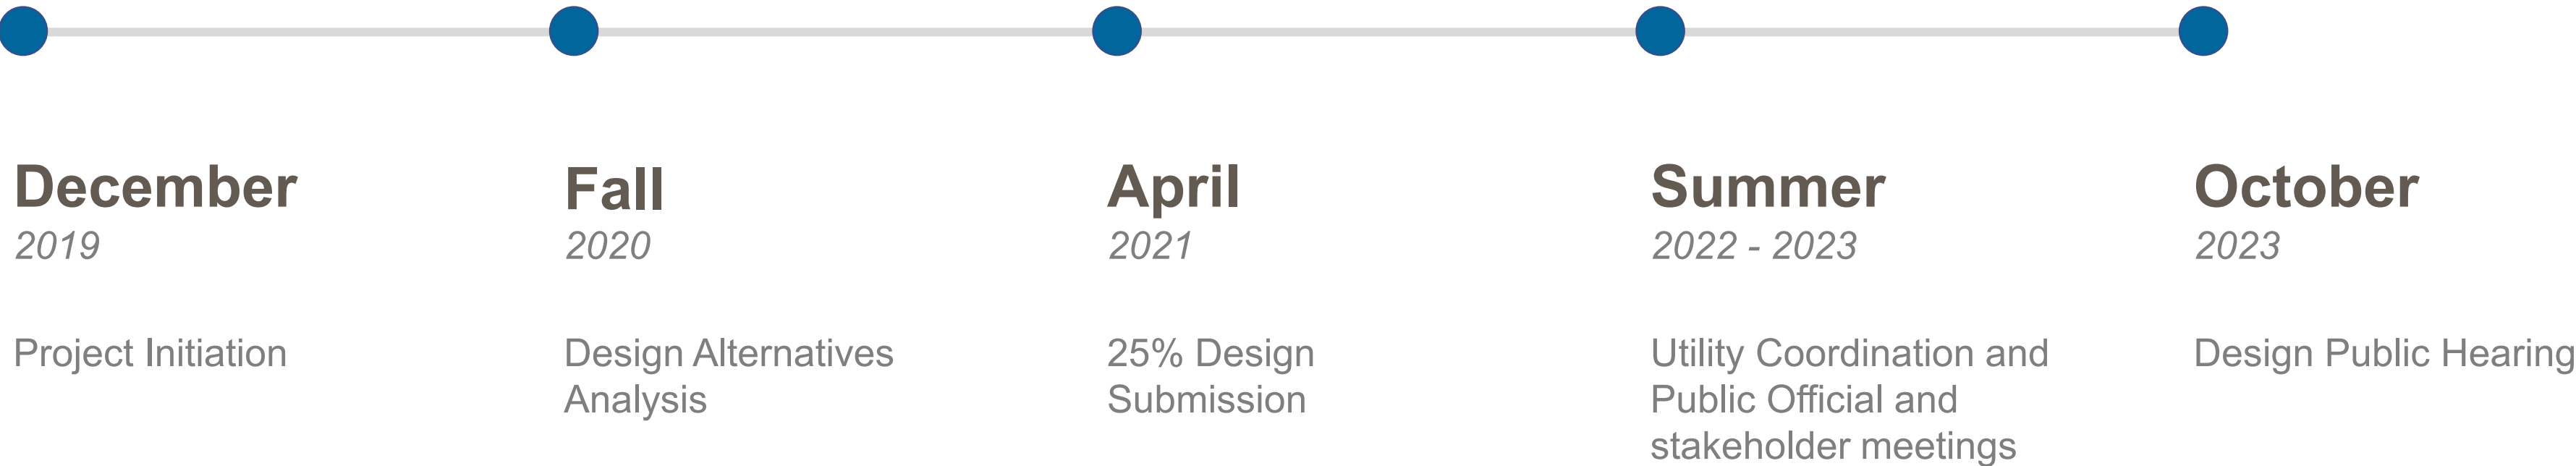 December
2019
Project Initiation
Fall
2020
Design Alternatives
Analysis
April
2021
25% Design
Submission
Summer
2022 - 2023
Utility Coordination and
Public Official and
stakeholder meetings
October
2023
Design Public Hearing